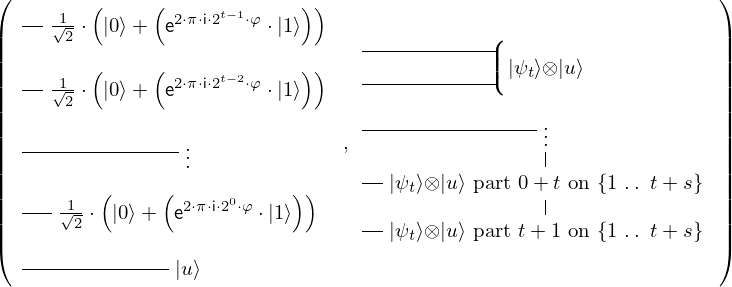 1/√2 · (|0⟩ + (e^{2·π·i·2^{t−1}·φ} · |1⟩))
1/√2 · (|0⟩ + (e^{2·π·i·2^{t−2}·φ} · |1⟩))
⋮
1/√2 · (|0⟩ + (e^{2·π·i·2^{0}·φ} · |1⟩))
|u⟩
,
|ψ_t⟩⊗|u⟩
⋮
|ψ_t⟩⊗|u⟩ part 0 + t on {1 .. t + s}
|ψ_t⟩⊗|u⟩ part t + 1 on {1 .. t + s}